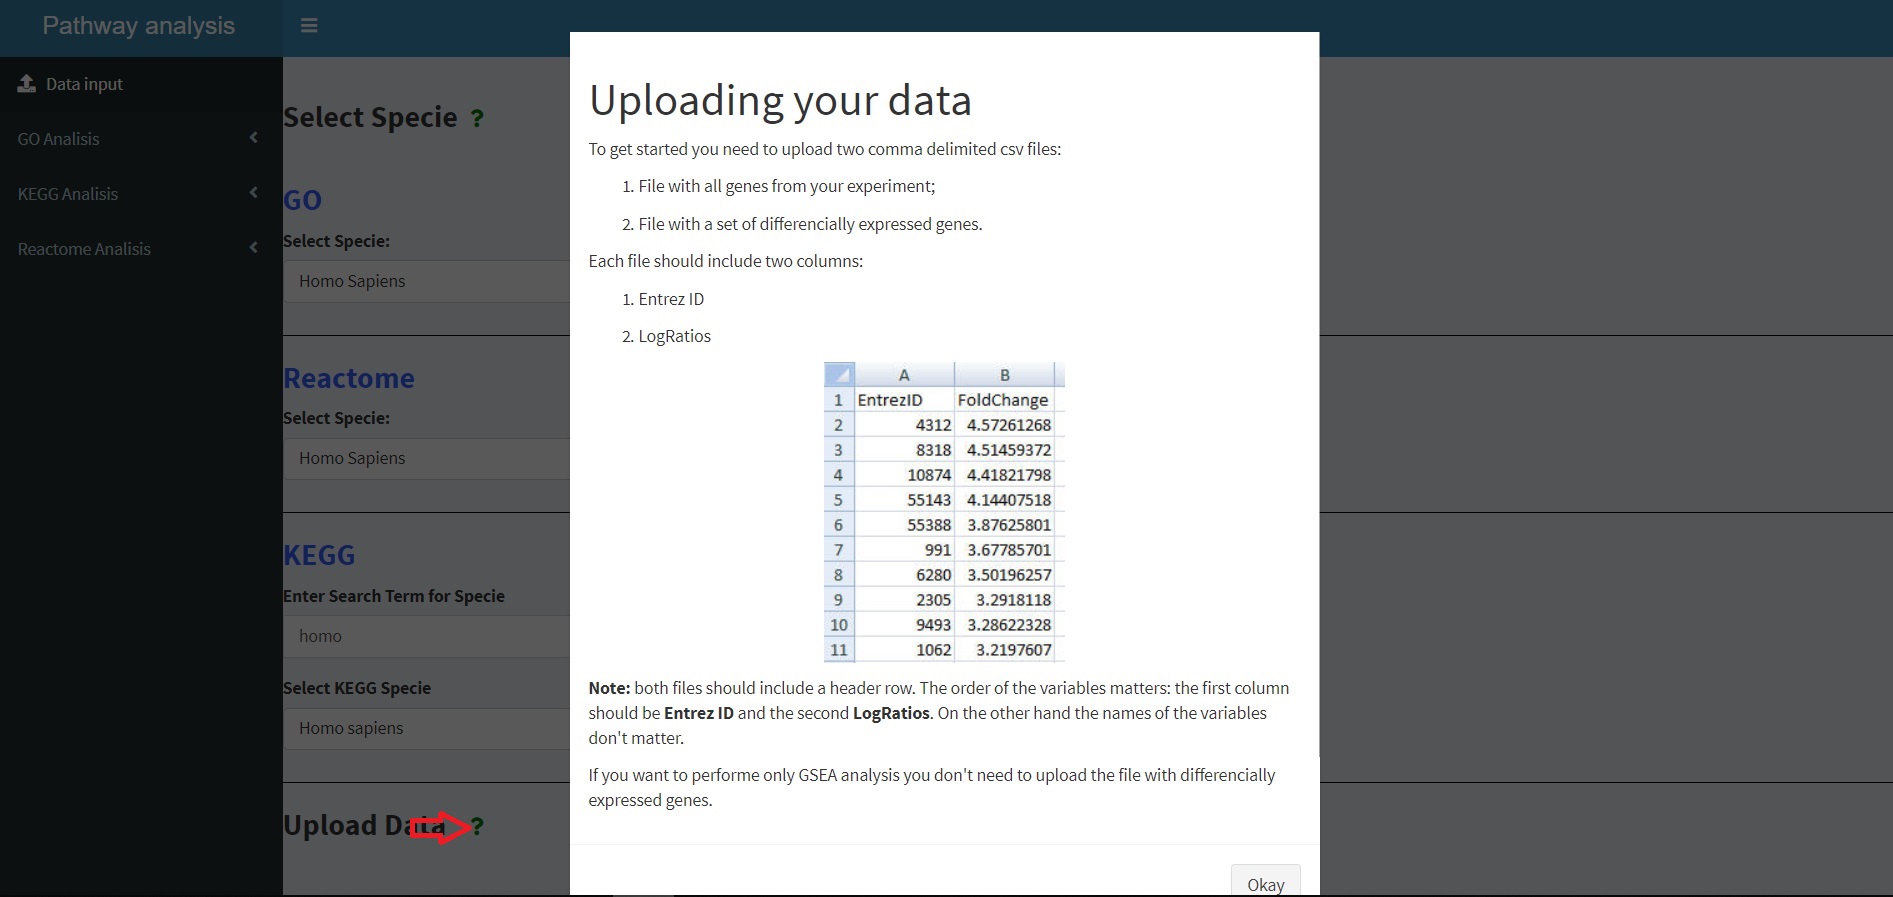 Pathway analysis
Data input
GO Analisis
KEGG Analisis
Reactome Analisis
Select Specie ?
GO
Select Specie:
Homo Sapiens
Reactome
Select Specie:
Homo Sapiens
KEGG
Enter Search Term for Specie
homo
Select KEGG Specie
Homo sapiens
Upload Data ?
Uploading your data
To get started you need to upload two comma delimited csv files:
1. File with all genes from your experiment;
2. File with a set of differencially expressed genes.
Each file should include two columns:
1. Entrez ID
2. LogRatios
A B
1 EntrezID FoldChange
2 4312 4.57261268
3 8318 4.51459372
4 10874 4.41821798
5 55143 4.14407518
6 55388 3.87625801
7 991 3.67785701
8 6280 3.50196257
9 2305 3.2918118
10 9493 3.28622328
11 1062 3.2197607
Note: both files should include a header row. The order of the variables matters: the first column
should be Entrez ID and the second LogRatios. On the other hand the names of the variables
don't matter.
If you want to performe only GSEA analysis you don't need to upload the file with differencially
expressed genes.
Okay